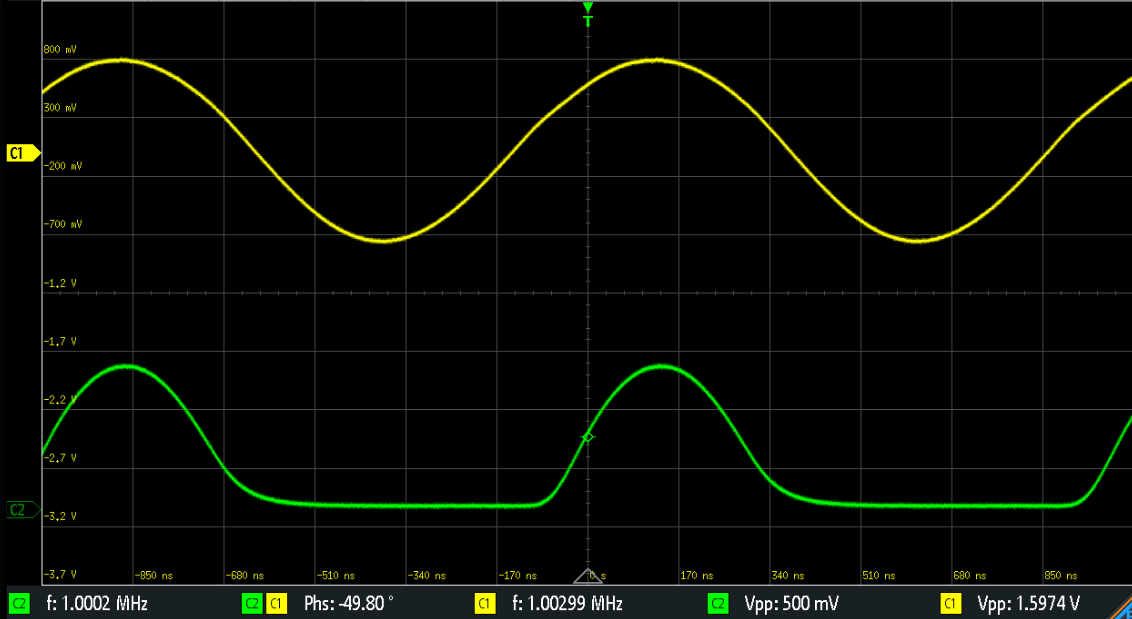 T
800 mV
300 mV
C1
-200 mV
-700 mV
-1.2 V
-1.7 V
-2.2 V
-2.7 V
C2
-3.2 V
-3.7 V
-850 ns
-680 ns
-510 ns
-340 ns
-170 ns
0 s
170 ns
340 ns
510 ns
680 ns
850 ns
C2 f: 1.0002 MHz C2 C1 Phs: -49.80 ° C1 f: 1.00299 MHz C2 Vpp: 500 mV C1 Vpp: 1.5974 V